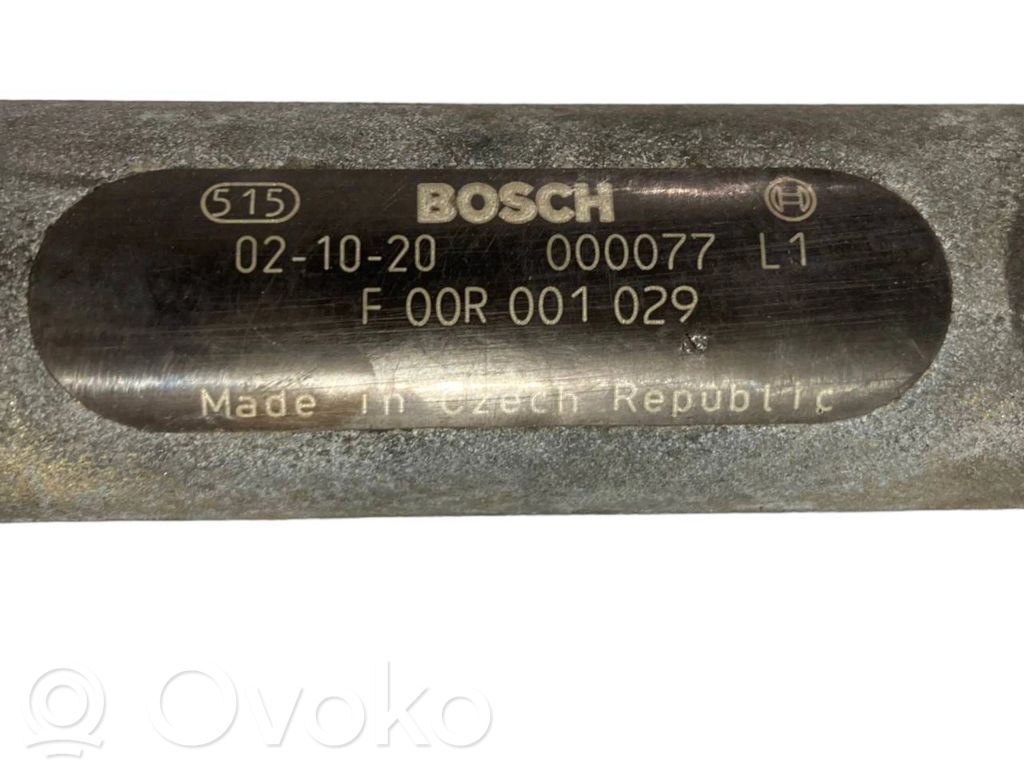 515 BOSCH
02-10-20 000077 L1
F 00R 001 029
Made in Czech Republic
Ovoko